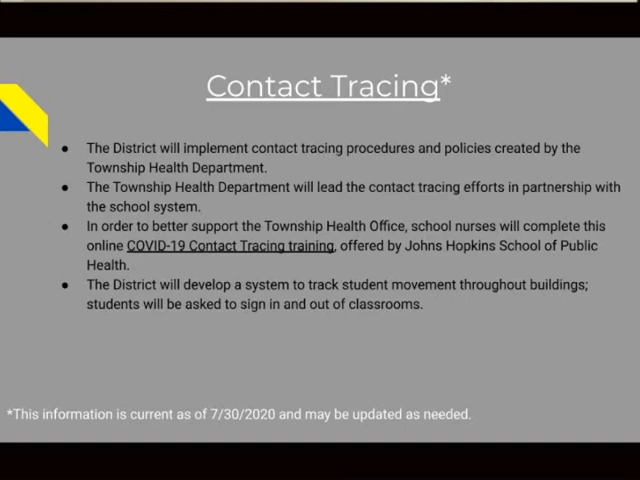 Contact Tracing*
● The District will implement contact tracing procedures and policies created by the
Township Health Department.
● The Township Health Department will lead the contact tracing efforts in partnership with
the school system.
● In order to better support the Township Health Office, school nurses will complete this
online COVID-19 Contact Tracing training, offered by Johns Hopkins School of Public
Health.
● The District will develop a system to track student movement throughout buildings;
students will be asked to sign in and out of classrooms.
*This information is current as of 7/30/2020 and may be updated as needed.